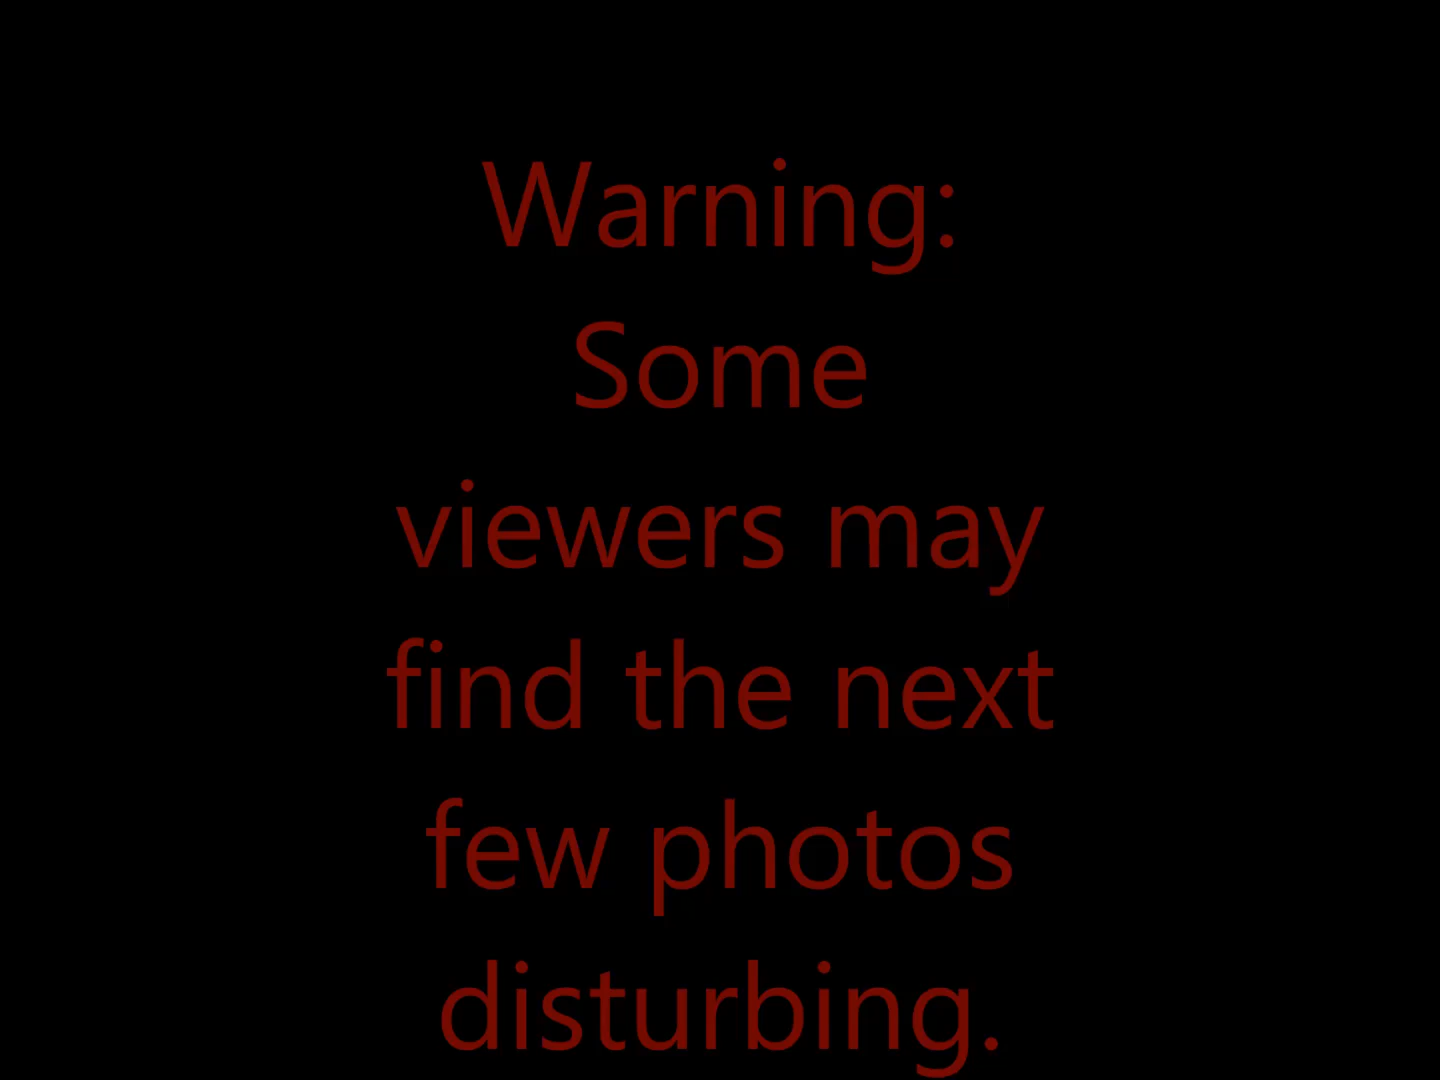 Warning:
Some
viewers may
find the next
few photos
disturbing.